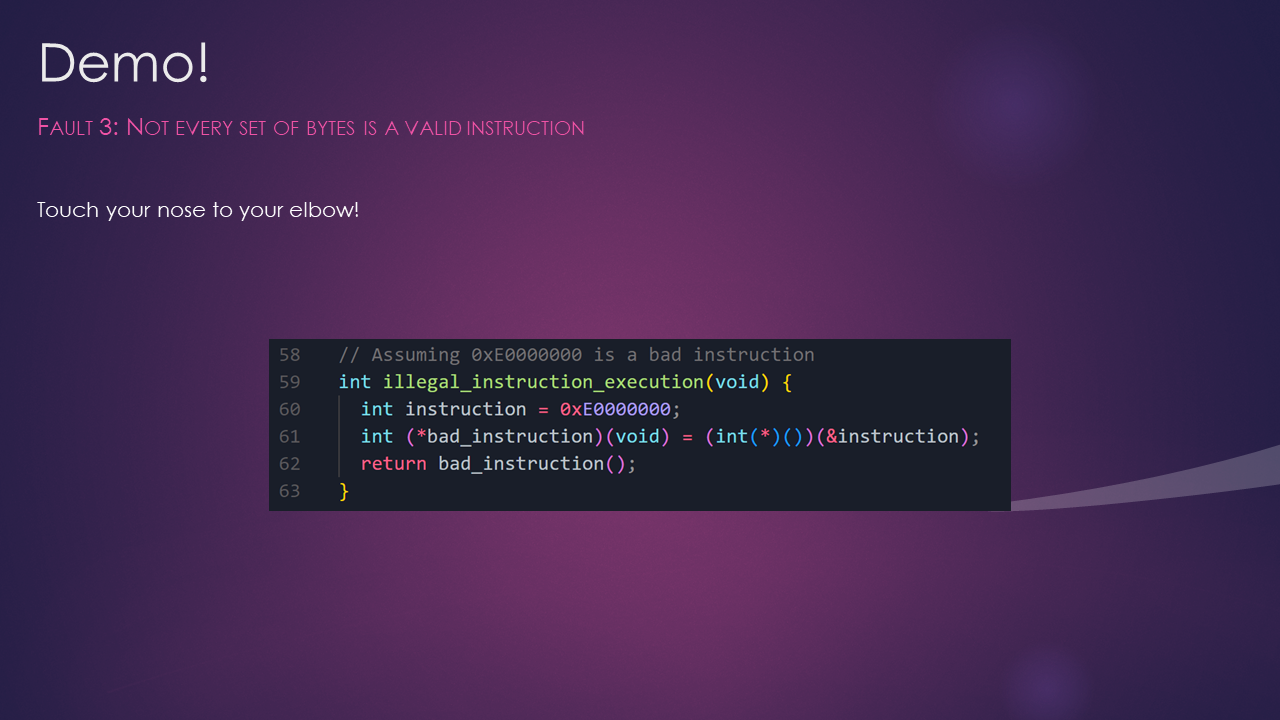 Demo!
Fault 3: Not every set of bytes is a valid instruction
Touch your nose to your elbow!
58 // Assuming 0xE0000000 is a bad instruction
59 int illegal_instruction_execution(void) {
60 int instruction = 0xE0000000;
61 int (*bad_instruction)(void) = (int(*)())(&instruction);
62 return bad_instruction();
63 }